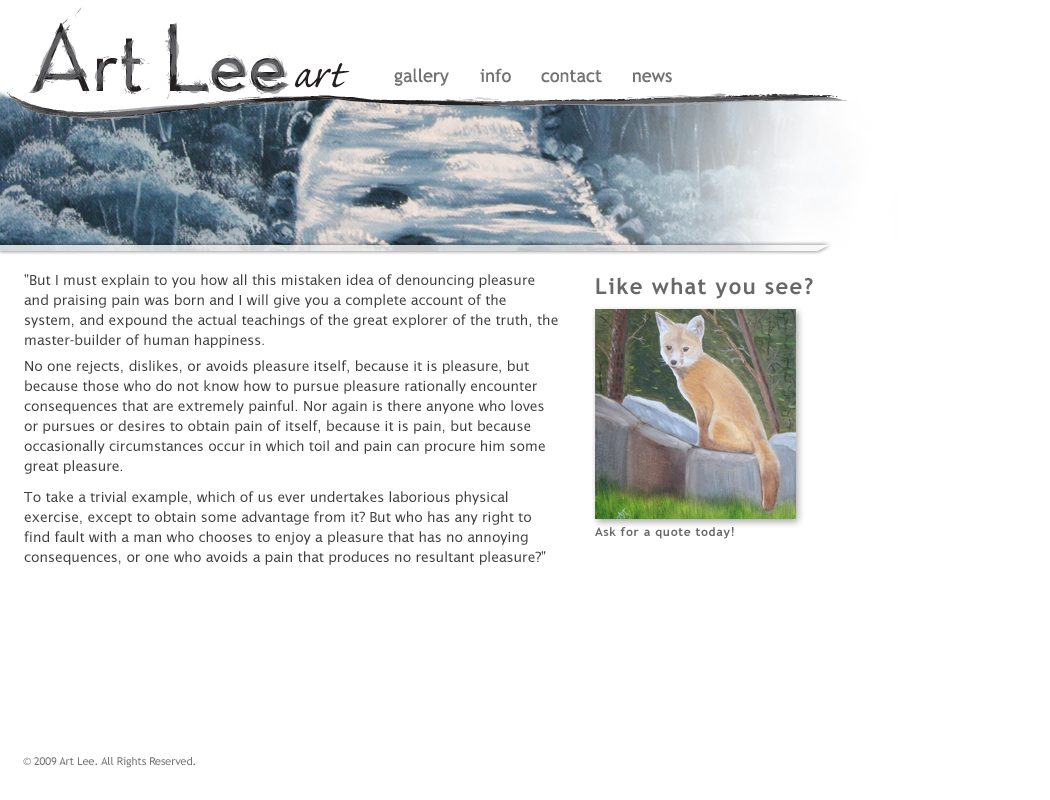 Art Lee art
gallery info contact news
"But I must explain to you how all this mistaken idea of denouncing pleasure
and praising pain was born and I will give you a complete account of the
system, and expound the actual teachings of the great explorer of the truth, the
master-builder of human happiness.
No one rejects, dislikes, or avoids pleasure itself, because it is pleasure, but
because those who do not know how to pursue pleasure rationally encounter
consequences that are extremely painful. Nor again is there anyone who loves
or pursues or desires to obtain pain of itself, because it is pain, but because
occasionally circumstances occur in which toil and pain can procure him some
great pleasure.
To take a trivial example, which of us ever undertakes laborious physical
exercise, except to obtain some advantage from it? But who has any right to
find fault with a man who chooses to enjoy a pleasure that has no annoying
consequences, or one who avoids a pain that produces no resultant pleasure?"
Like what you see?
Ask for a quote today!
© 2009 Art Lee. All Rights Reserved.